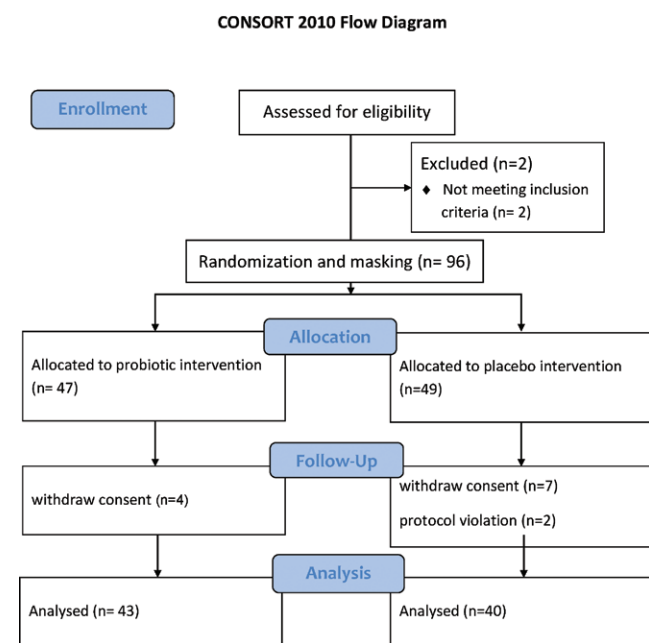 CONSORT 2010 Flow Diagram
Enrollment
Assessed for eligibility
Excluded (n=2)
♦ Not meeting inclusion
criteria (n= 2)
Randomization and masking (n= 96)
Allocation
Allocated to probiotic intervention
(n= 47)
Allocated to placebo intervention
(n=49)
Follow-Up
withdraw consent (n=4)
withdraw consent (n=7)
protocol violation (n=2)
Analysis
Analysed (n= 43)
Analysed (n=40)